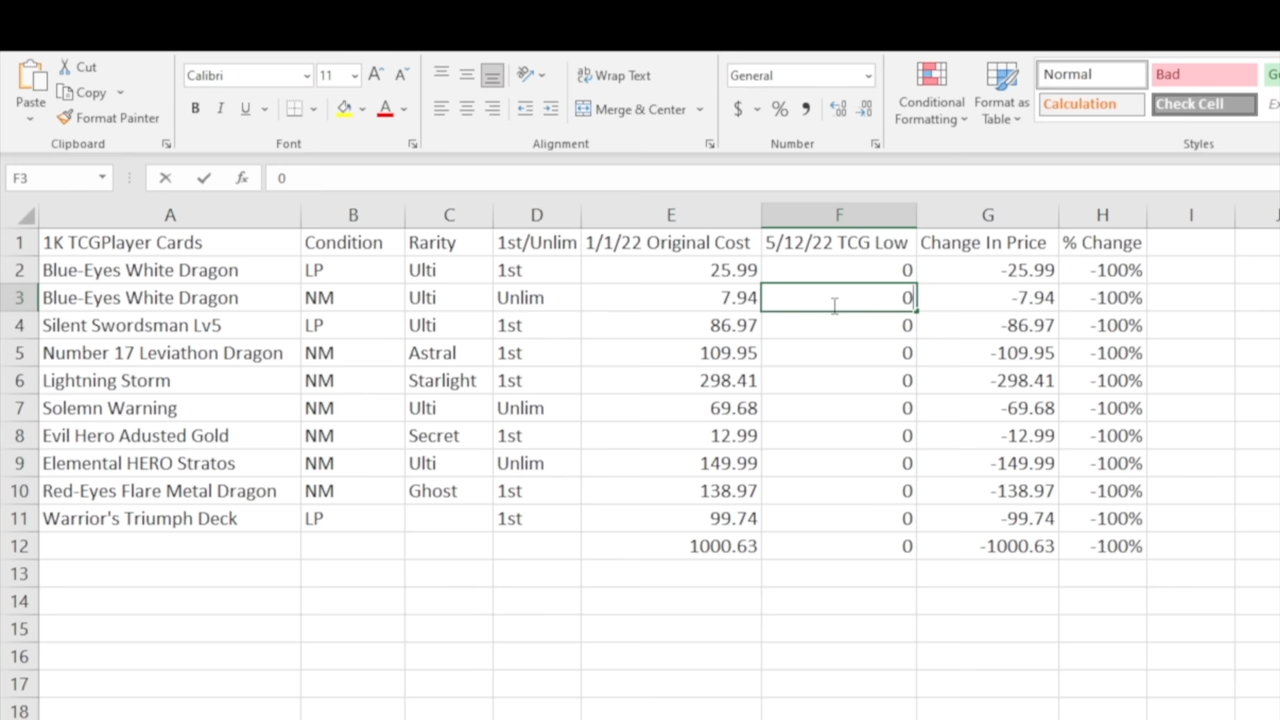 Cut
Copy
Format Painter
Paste
Clipboard
Calibri
11
B I U
A
Font
Wrap Text
Merge & Center
Alignment
General
$ % ,
Number
Conditional Formatting
Format as Table
Normal
Bad
Calculation
Check Cell
Styles
F3
fx
0
A B C D E F G H I
1 1K TCGPlayer Cards Condition Rarity 1st/Unlim 1/1/22 Original Cost 5/12/22 TCG Low Change In Price % Change
2 Blue-Eyes White Dragon LP Ulti 1st 25.99 0 -25.99 -100%
3 Blue-Eyes White Dragon NM Ulti Unlim 7.94 0 -7.94 -100%
4 Silent Swordsman Lv5 LP Ulti 1st 86.97 0 -86.97 -100%
5 Number 17 Leviathon Dragon NM Astral 1st 109.95 0 -109.95 -100%
6 Lightning Storm NM Starlight 1st 298.41 0 -298.41 -100%
7 Solemn Warning NM Ulti Unlim 69.68 0 -69.68 -100%
8 Evil Hero Adusted Gold NM Secret 1st 12.99 0 -12.99 -100%
9 Elemental HERO Stratos NM Ulti Unlim 149.99 0 -149.99 -100%
10 Red-Eyes Flare Metal Dragon NM Ghost 1st 138.97 0 -138.97 -100%
11 Warrior's Triumph Deck LP 1st 99.74 0 -99.74 -100%
12 1000.63 0 -1000.63 -100%
13
14
15
16
17
18